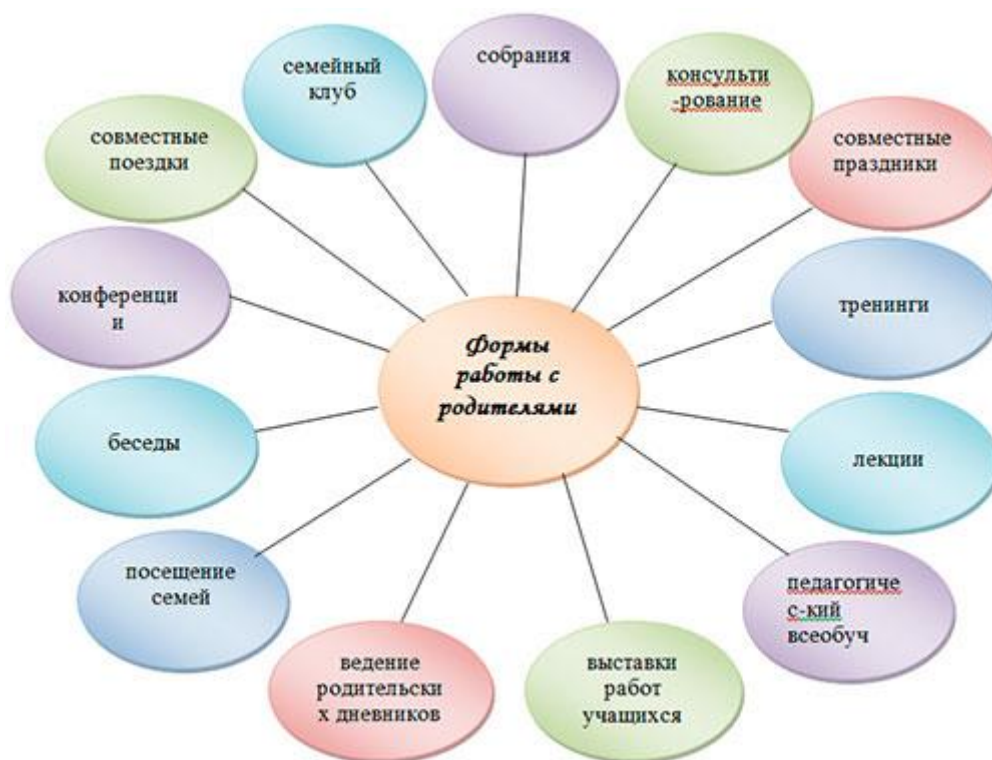 семейный
клуб
собрания
консульти
-рование
совместные
праздники
совместные
поездки
тренинги
конференци
и
Формы
работы с
родителями
беседы
лекции
посещение
семей
педагогиче
с-кий
всеобуч
ведение
родительски
х дневников
выставки
работ
учащихся